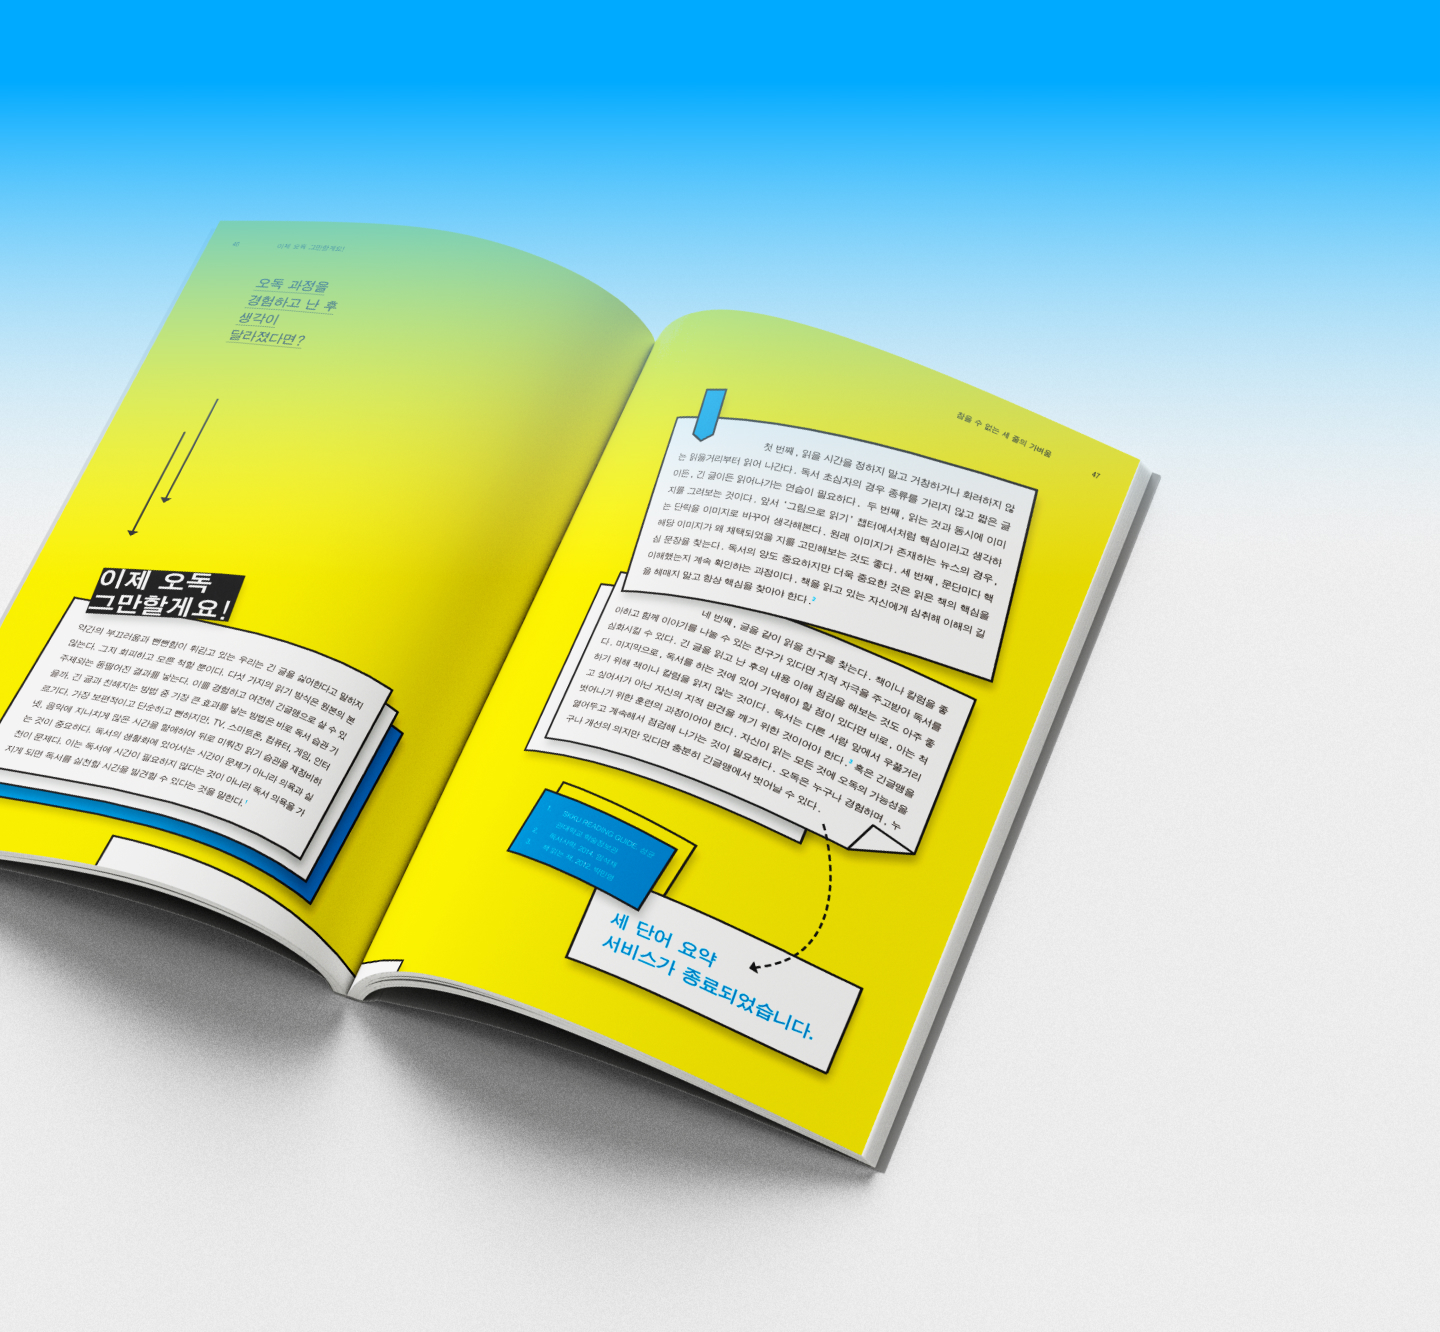 이제 오독 그만할게요!
오독 과정을
경험하고 난 후
생각이
달라졌다면?
이제 오독
그만할게요!
약간의 부끄러움과 뻔뻔함이 뒤엉킨 있는 우리는 긴 글을 싫어한다고 말하지
않는다. 그저 회피하고 모른 척할 뿐이다. 다섯 가지의 읽기 방식은 원본의 본
주제와는 동떨어진 결과를 낳는다. 이를 경험하고 여전히 긴글맹으로 살 수 있
을까. 긴 글과 친해지는 방법 중 가장 큰 효과를 낳는 방법은 바로 독서 습관 기
르기다. 가장 보편적이고 단순하고 뻔하지만, TV, 스마트폰, 컴퓨터, 게임, 인터
넷, 음악에 지나치게 많은 시간을 할애하여 뒤로 미뤄진 읽기 습관을 재정비하
는 것이 중요하다. 독서의 생활화에 있어서는 시간이 문제가 아니라 의욕과 실
천이 문제다. 이는 독서에 시간이 필요하지 않다는 것이 아니라 독서 의욕을 가
지게 되면 독서를 실천할 시간을 발견할 수 있다는 것을 말한다.¹
참을 수 없는 세 줄의 가벼움
47
첫 번째, 읽을 시간을 정하지 말고 거창하거나 화려하지 않
는 읽을거리부터 읽어 나간다. 독서 초심자의 경우 종류를 가리지 않고 짧은 글
이든, 긴 글이든 읽어나가는 연습이 필요하다. 두 번째, 읽는 것과 동시에 이미
지를 그려보는 것이다. 앞서 '그림으로 읽기' 챕터에서처럼 핵심이라고 생각하
는 단락을 이미지로 바꾸어 생각해본다. 원래 이미지가 존재하는 뉴스의 경우,
해당 이미지가 왜 채택되었을 지를 고민해보는 것도 좋다. 세 번째, 문단마다 핵
심 문장을 찾는다. 독서의 양도 중요하지만 더욱 중요한 것은 읽은 책의 핵심을
이해했는지 계속 확인하는 과정이다. 책을 읽고 있는 자신에게 심취해 이해의 길
을 헤매지 말고 항상 핵심을 찾아야 한다.²
네 번째, 글을 같이 읽을 친구를 찾는다. 책이나 칼럼을 좋
아하고 함께 이야기를 나눌 수 있는 친구가 있다면 지적 자극을 주고받아 독서를
심화시킬 수 있다. 긴 글을 읽고 난 후의 내용 이해 점검을 해보는 것도 아주 좋
다. 마지막으로, 독서를 하는 것에 있어 기억해야 할 점이 있다면 바로, 아는 척
하기 위해 책이나 칼럼을 읽지 않는 것이다. 독서는 다른 사람 앞에서 우쭐거리
고 싶어서가 아닌 자신의 지적 편견을 깨기 위한 것이어야 한다.³ 혹은 긴글맹을
벗어나기 위한 훈련의 과정이어야 한다. 자신이 읽는 모든 것에 오독의 가능성을
열어두고 계속해서 점검해 나가는 것이 필요하다. 오독은 누구나 경험하며, 누
구나 개선의 의지만 있다면 충분히 긴글맹에서 벗어날 수 있다.
1. SKKU READING GUIDE,
2.
3.
세 단어 요약
서비스가 종료되었습니다.